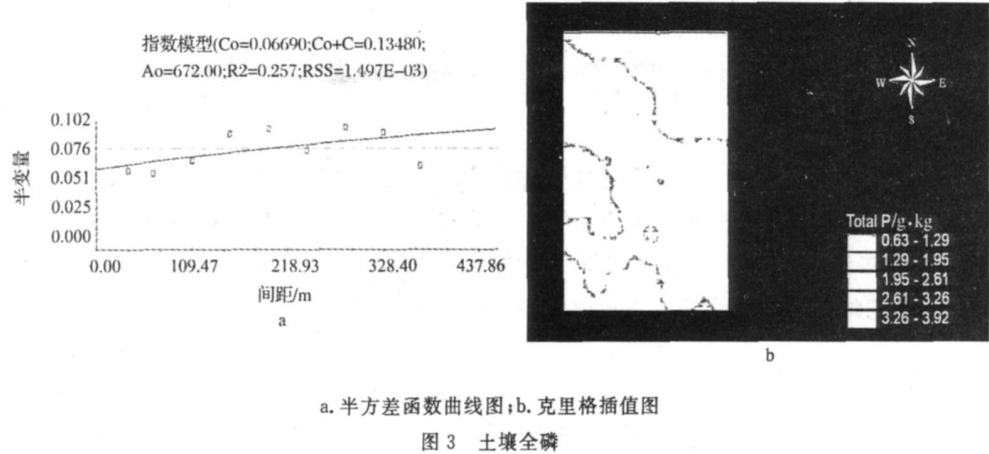 指数模型(Co=0.06690;Co+C=0.13480;
Ao=672.00;R2=0.257;RSS=1.497E-03)
0.102
0.076
0.051
0.025
0.000
半变量
0.00 109.47 218.93 328.40 437.86
间距/m
a
N
W E
S
Total P/g·kg
0.63 - 1.29
1.29 - 1.95
1.95 - 2.61
2.61 - 3.26
3.26 - 3.92
b
a.半方差函数曲线图;b.克里格插值图
图 3 土壤全磷